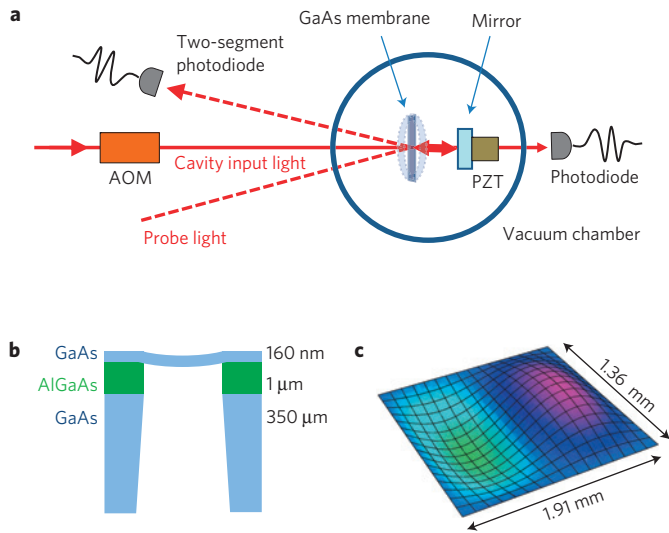 a
Two-segment
photodiode
GaAs membrane
Mirror
AOM
Cavity input light
PZT
Photodiode
Probe light
Vacuum chamber
b
GaAs
160 nm
AlGaAs
1 μm
GaAs
350 μm
c
1.36 mm
1.91 mm